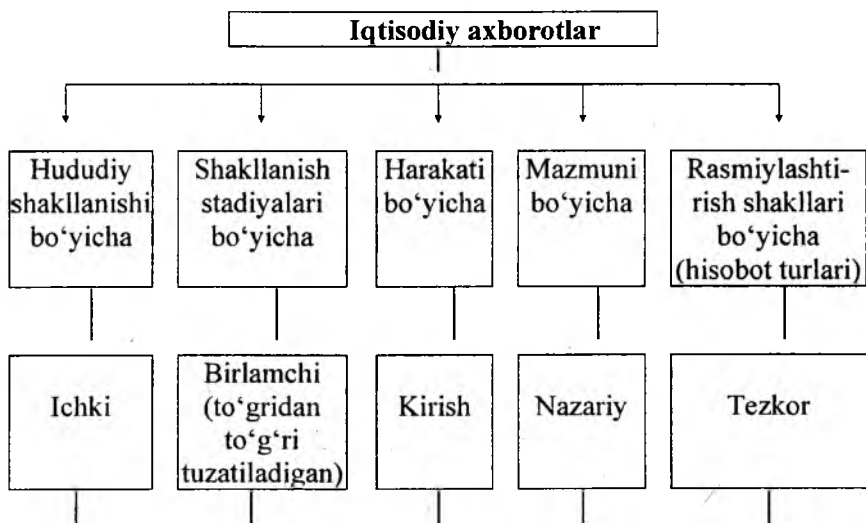 Iqtisodiy axborotlar
Hududiy
shakllanishi
bo‘yicha
Shakllanish
stadiyalari
bo‘yicha
Harakati
bo‘yicha
Mazmuni
bo‘yicha
Rasmiylashti-
rish shakllari
bo‘yicha
(hisobot turlari)
Ichki
Birlamchi
(to‘gridan
to‘g‘ri
tuzatiladigan)
Kirish
Nazariy
Tezkor